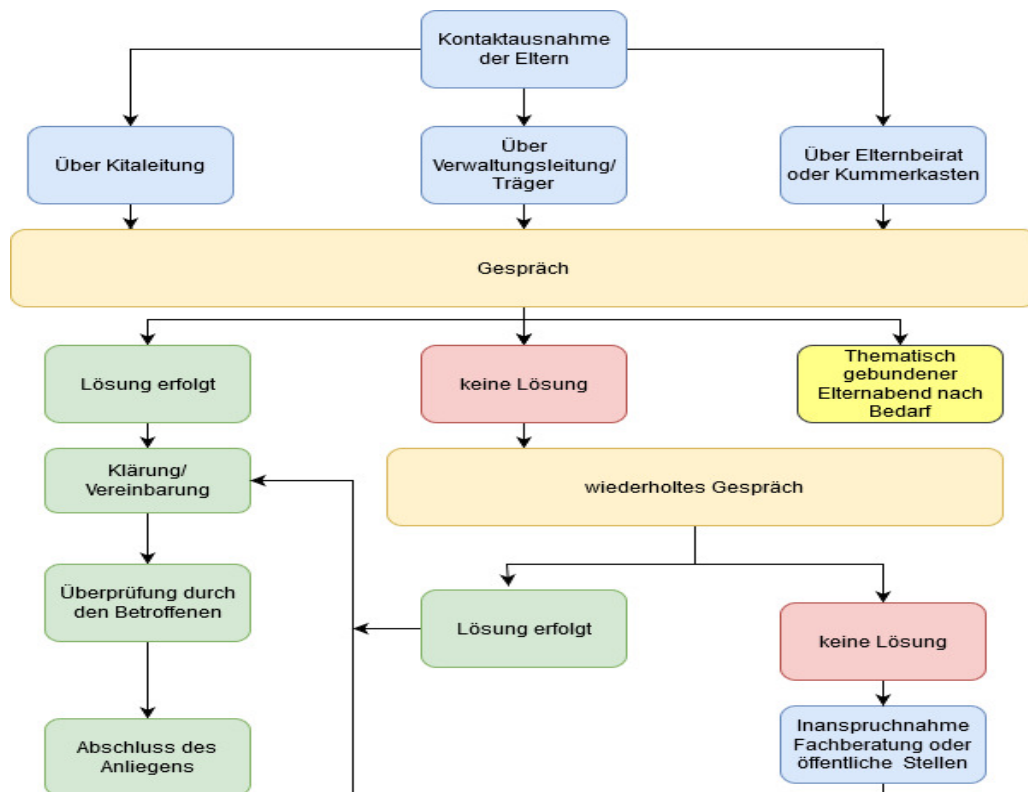 Kontaktausnahme
der Eltern
Über Kitaleitung
Über
Verwaltungsleitung/
Träger
Über Elternbeirat
oder Kummerkasten
Gespräch
Lösung erfolgt
keine Lösung
Thematisch
gebundener
Elternabend nach
Bedarf
Klärung/
Vereinbarung
wiederholtes Gespräch
Überprüfung durch
den Betroffenen
Lösung erfolgt
keine Lösung
Abschluss des
Anliegens
Inanspruchnahme
Fachberatung oder
öffentliche Stellen